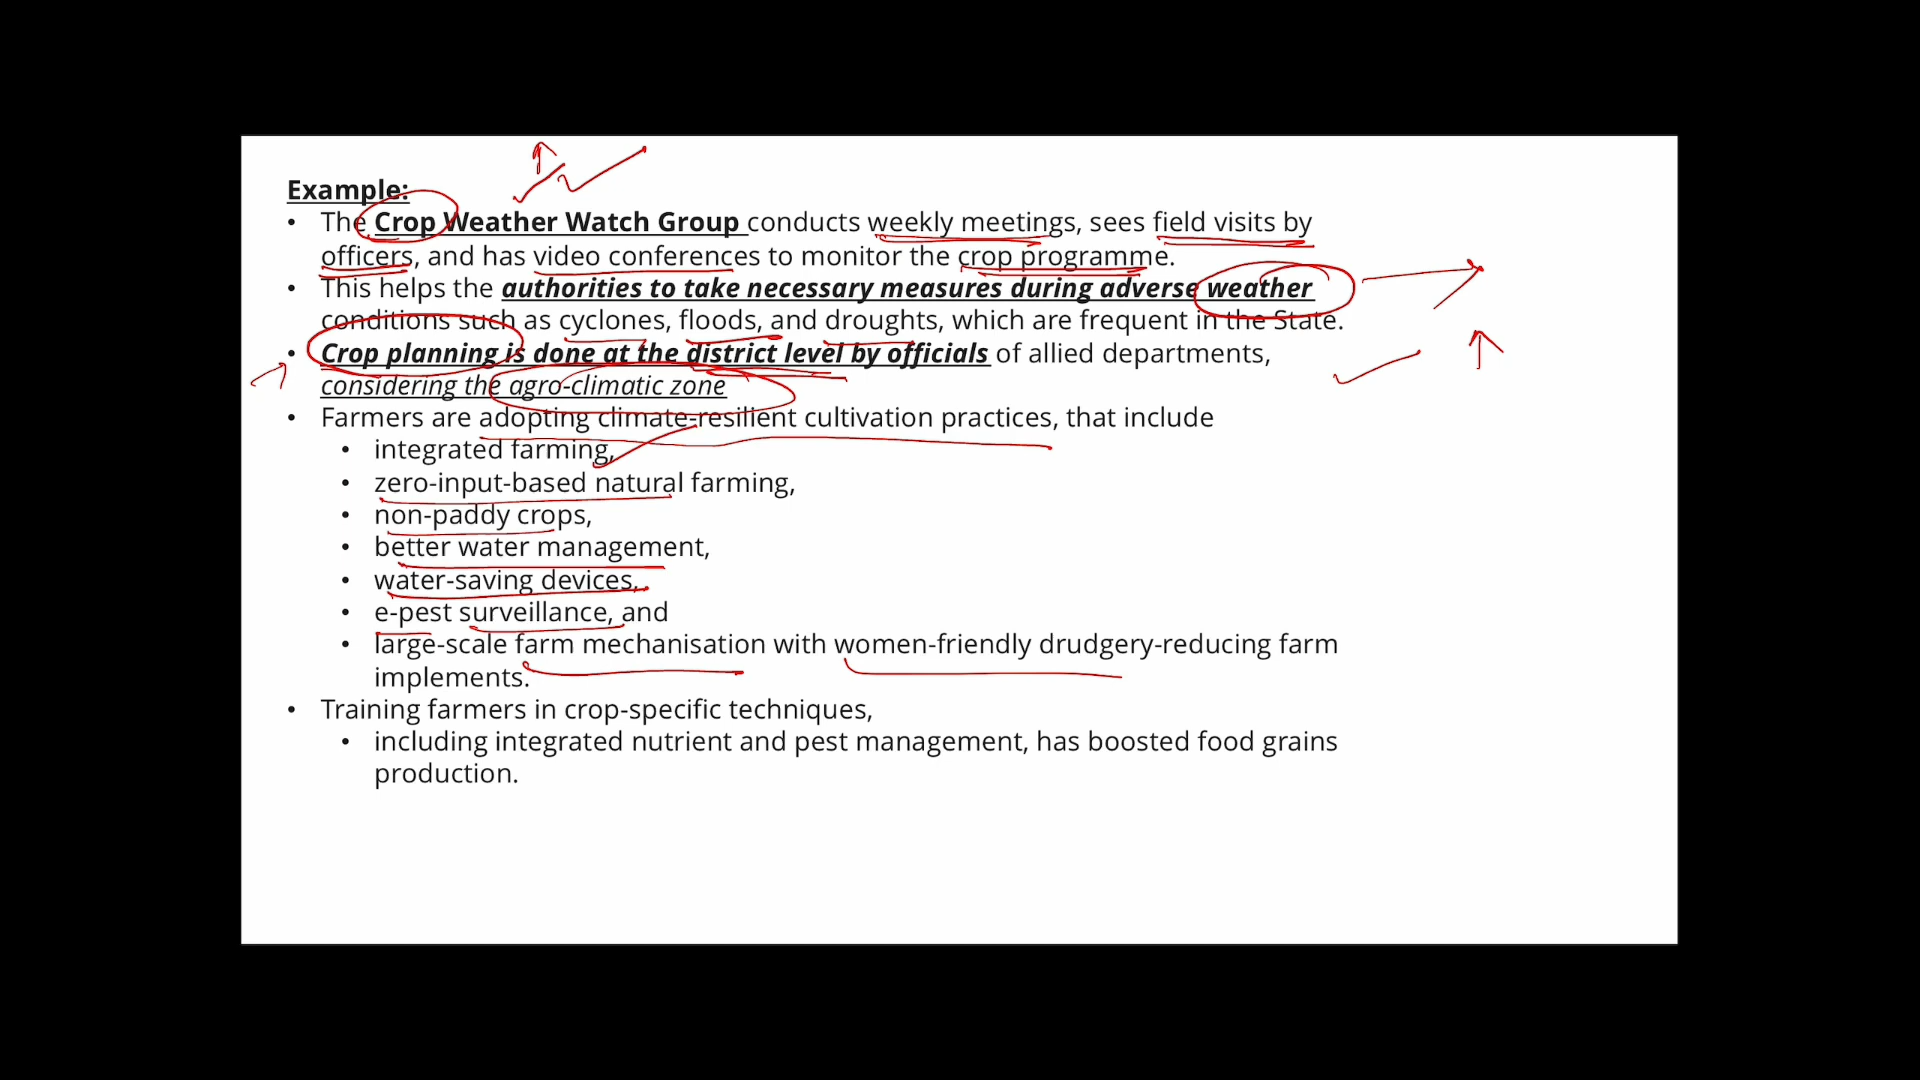 Example:
• The Crop Weather Watch Group conducts weekly meetings, sees field visits by
officers, and has video conferences to monitor the crop programme.
• This helps the authorities to take necessary measures during adverse weather
conditions such as cyclones, floods, and droughts, which are frequent in the State.
• Crop planning is done at the district level by officials of allied departments,
considering the agro-climatic zone
• Farmers are adopting climate-resilient cultivation practices, that include
• integrated farming,
• zero-input-based natural farming,
• non-paddy crops,
• better water management,
• water-saving devices,
• e-pest surveillance, and
• large-scale farm mechanisation with women-friendly drudgery-reducing farm
implements.
• Training farmers in crop-specific techniques,
• including integrated nutrient and pest management, has boosted food grains
production.